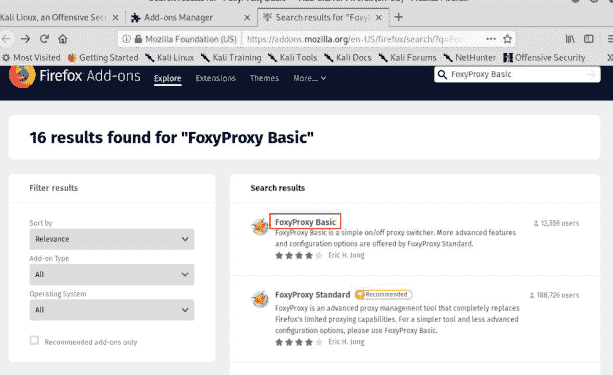 Kali Linux, an Offensive Sec
Add-ons Manager
Search results for "Foxy
Mozilla Foundation (US)
https://addons.mozilla.org/en-US/firefox/search/?q=Fox
Most Visited
Getting Started
Kali Linux
Kali Training
Kali Tools
Kali Docs
Kali Forums
NetHunter
Offensive Security
Firefox Add-ons
Explore
Extensions
Themes
More...
FoxyProxy Basic
16 results found for "FoxyProxy Basic"
Filter results
Sort by
Relevance
Add-on Type
All
Operating System
All
Recommended add-ons only
Search results
FoxyProxy Basic
12,559 users
FoxyProxy Basic is a simple on/off proxy switcher. More advanced features
and configuration options are offered by FoxyProxy Standard.
Eric H. Jung
FoxyProxy Standard
Recommended
188,726 users
FoxyProxy is an advanced proxy management tool that completely replaces
Firefox's limited proxying capabilities. For a simpler tool and less advanced
configuration options, please use FoxyProxy Basic.
Eric H. Jung